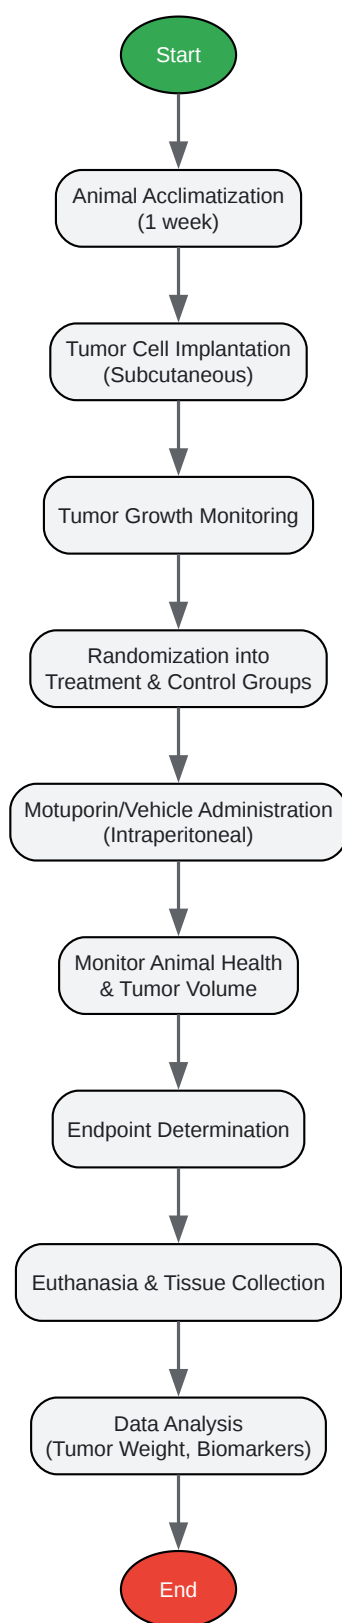 Start
Animal Acclimatization
(1 week)
Tumor Cell Implantation
(Subcutaneous)
Tumor Growth Monitoring
Randomization into
Treatment & Control Groups
Motuporin/Vehicle Administration
(Intraperitoneal)
Monitor Animal Health
& Tumor Volume
Endpoint Determination
Euthanasia & Tissue Collection
Data Analysis
(Tumor Weight, Biomarkers)
End